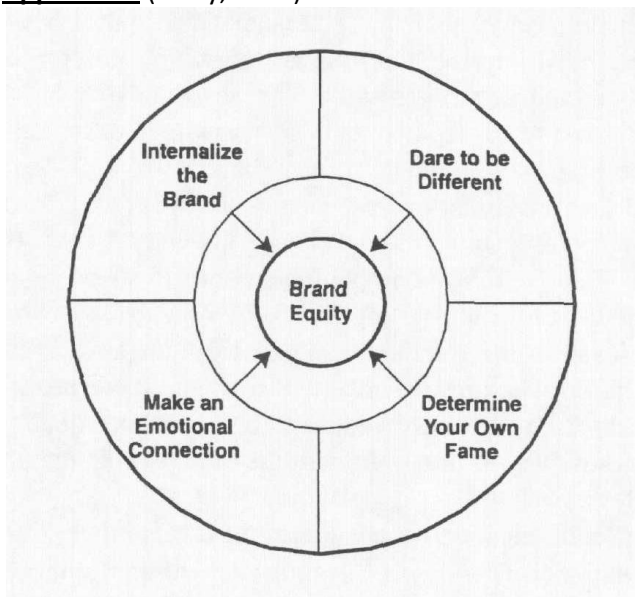 Internalize
the
Brand
Dare to be
Different
Brand
Equity
Make an
Emotional
Connection
Determine
Your Own
Fame